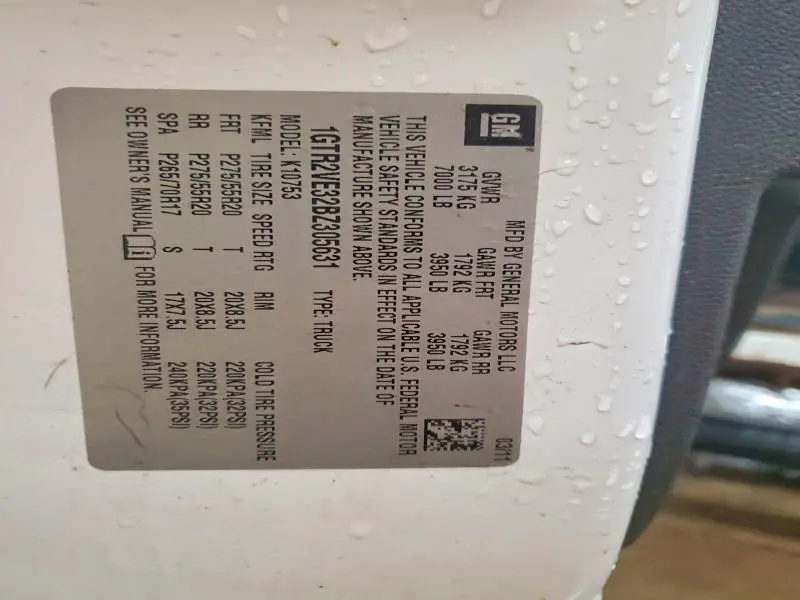 GM®
MFD BY GENERAL MOTORS LLC 03/11
GVWR GAWR FRT GAWR RR
3175 KG 1792 KG 1792 KG
7000 LB 3950 LB 3950 LB
THIS VEHICLE CONFORMS TO ALL APPLICABLE U.S. FEDERAL MOTOR
VEHICLE SAFETY STANDARDS IN EFFECT ON THE DATE OF
MANUFACTURE SHOWN ABOVE.
1GTR2VE32BZ305631 TYPE: TRUCK
MODEL: K10753
KFML TIRE SIZE SPEED RTG RIM COLD TIRE PRESSURE
FRT P275/55R20 T 20X8.5J 220KPA(32PSI)
RR P275/55R20 T 20X8.5J 220KPA(32PSI)
SPA P265/70R17 S 17X7.5J 240KPA(35PSI)
SEE OWNER'S MANUAL FOR MORE INFORMATION.